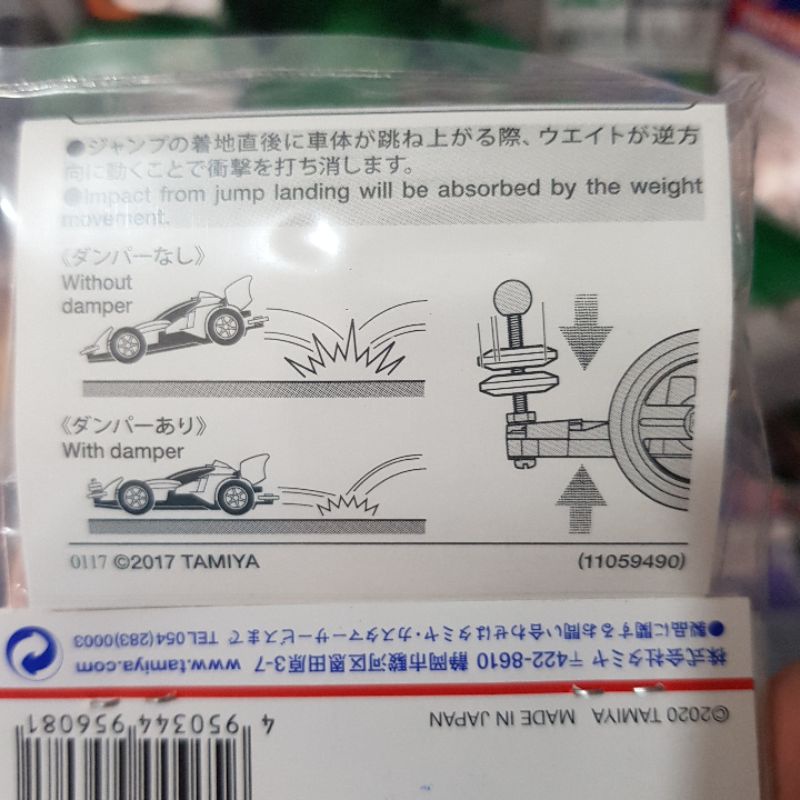 ●ジャンプの着地直後に車体が跳ね上がる際、ウエイトが逆方
向に動くことで衝撃を打ち消します。
●Impact from jump landing will be absorbed by the weight
movement.
《ダンパーなし》
Without
damper
《ダンパーあり》
With damper
0117 ©2017 TAMIYA
(11059490)
●製品に関するお問い合わせはタミヤ・カスタマーサービスまで TEL054(283)0003
株式会社タミヤ 〒422-8610 静岡市駿河区恩田原3-7 www.tamiya.com
©2020 TAMIYA MADE IN JAPAN
4 950344 956081